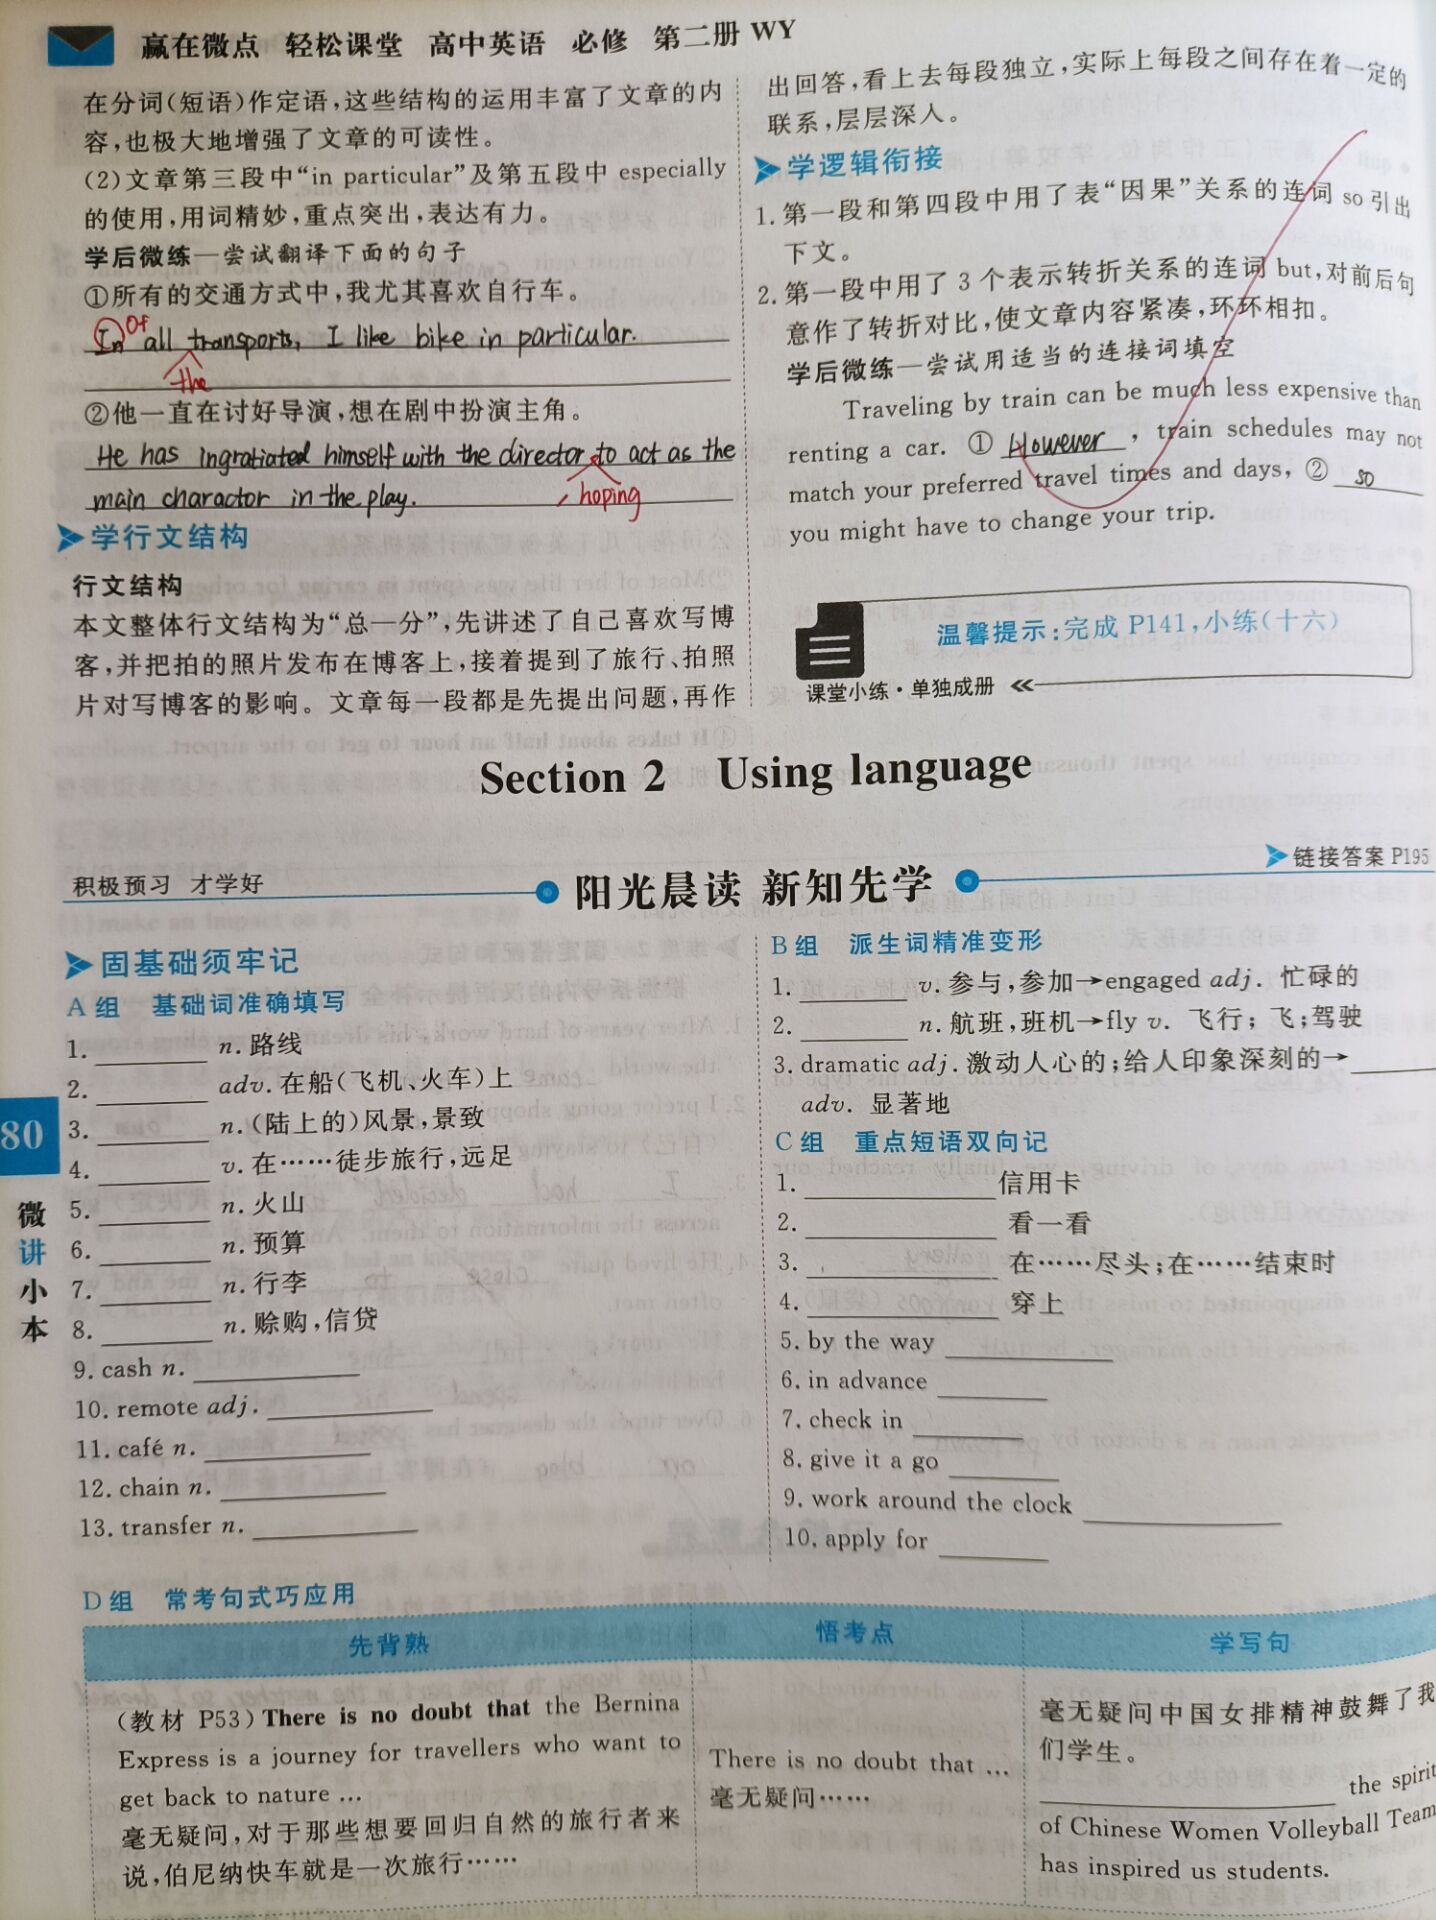 赢在微点 轻松课堂 高中英语 必修 第二册 WY
在分词(短语)作定语,这些结构的运用丰富了文章的内
容,也极大地增强了文章的可读性。
(2)文章第三段中“in particular”及第五段中 especially
的使用,用词精妙,重点突出,表达有力。
学后微练—尝试翻译下面的句子
①所有的交通方式中,我尤其喜欢自行车。
In Of all transports, I like bike in particular.
the
②他一直在讨好导演,想在剧中扮演主角。
He has ingratiated himself with the director to act as the
main charactor in the play.
, hoping
学行文结构
行文结构
本文整体行文结构为“总—分”,先讲述了自己喜欢写博
客,并把拍的照片发布在博客上,接着提到了旅行、拍照
片对写博客的影响。文章每一段都是先提出问题,再作
出回答,看上去每段独立,实际上每段之间存在着一定的
联系,层层深入。
学逻辑衔接
1. 第一段和第四段中用了表“因果”关系的连词 so 引出
下文。
2. 第一段中用了 3 个表示转折关系的连词 but,对前后句
意作了转折对比,使文章内容紧凑,环环相扣。
学后微练—尝试用适当的连接词填空
Traveling by train can be much less expensive than
renting a car. ① However , train schedules may not
match your preferred travel times and days, ② so
you might have to change your trip.
温馨提示:完成 P141,小练(十六)
课堂小练·单独成册
Section 2 Using language
链接答案 P195
积极预习 才学好
阳光晨读 新知先学
固基础须牢记
A 组 基础词准确填写
1. ________ n. 路线
2. ________ adv. 在船(飞机、火车)上
3. ________ n. (陆上的)风景,景致
4. ________ v. 在……徒步旅行,远足
5. ________ n. 火山
6. ________ n. 预算
7. ________ n. 行李
8. ________ n. 赊购,信贷
9. cash n. ________
10. remote adj. ________
11. café n. ________
12. chain n. ________
13. transfer n. ________
B 组 派生词精准变形
1. ________ v. 参与,参加→engaged adj. 忙碌的
2. ________ n. 航班,班机→fly v. 飞行;飞;驾驶
3. dramatic adj. 激动人心的;给人印象深刻的→________
adv. 显著地
C 组 重点短语双向记
1. ________ 信用卡
2. ________ 看一看
3. ________ 在……尽头;在……结束时
4. ________ 穿上
5. by the way ________
6. in advance ________
7. check in ________
8. give it a go ________
9. work around the clock ________
10. apply for ________
80
微讲小本
D 组 常考句式巧应用
先背熟 悟考点 学写句
(教材 P53) There is no doubt that the Bernina
Express is a journey for travellers who want to
get back to nature ...
毫无疑问,对于那些想要回归自然的旅行者来
说,伯尼纳快车就是一次旅行……
There is no doubt that ...
毫无疑问……
毫无疑问中国女排精神鼓舞了我
们学生。
________ the spirit
of Chinese Women Volleyball Team
has inspired us students.